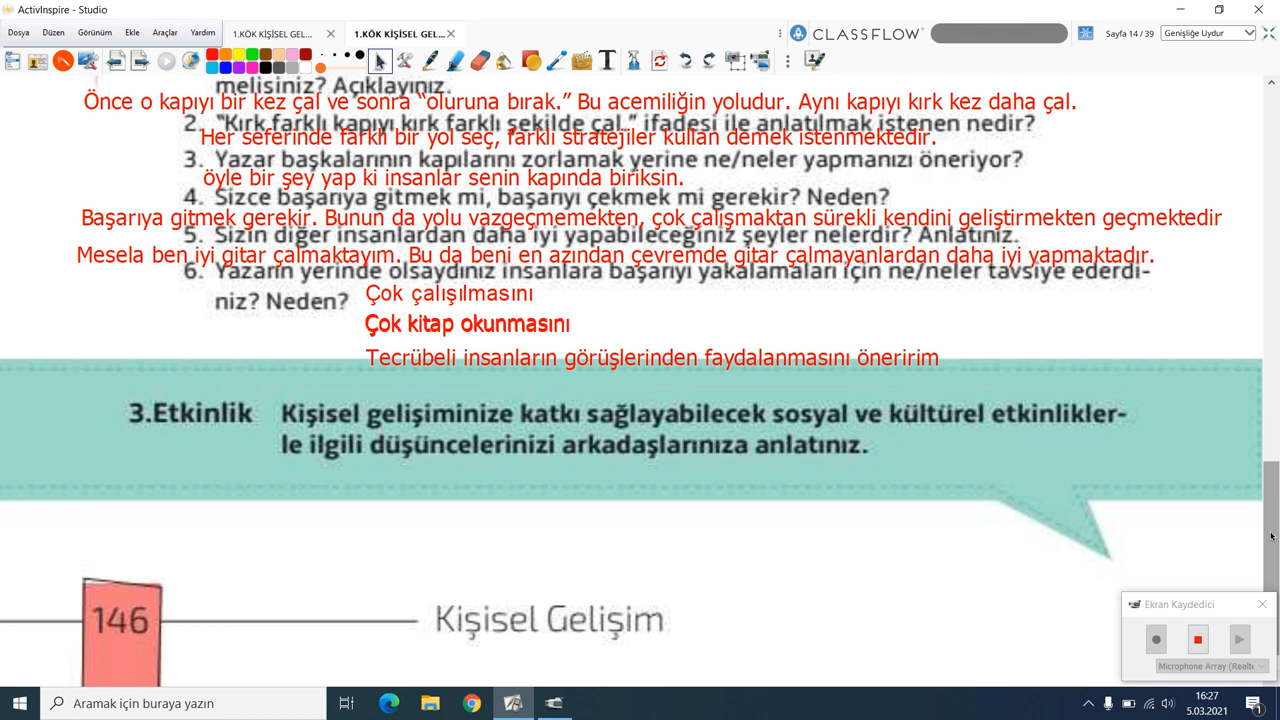 ActivInspire - Studio
Dosya Düzen Görünüm Ekle Araçlar Yardım
1.KÖK KİŞİSEL GEL...
1.KÖK KİŞİSEL GEL...
CLASSFLOW
Sayfa 14 / 39
Genişliğe Uydur
melisiniz? Açıklayınız.
Önce o kapıyı bir kez çal ve sonra “oluruna bırak.” Bu acemiliğin yoludur. Aynı kapıyı kırk kez daha çal.
2. “Kırk farklı kapıyı kırk farklı şekilde çal.” ifadesi ile anlatılmak istenen nedir?
Her seferinde farklı bir yol seç, farklı stratejiler kullan demek istenmektedir.
3. Yazar başkalarının kapılarını zorlamak yerine ne/neler yapmanızı öneriyor?
öyle bir şey yap ki insanlar senin kapında biriksin.
4. Sizce başarıya gitmek mi, başarıyı çekmek mi gerekir? Neden?
Başarıya gitmek gerekir. Bunun da yolu vazgeçmemekten, çok çalışmaktan sürekli kendini geliştirmekten geçmektedir
5. Sizin diğer insanlardan daha iyi yapabileceğiniz şeyler nelerdir? Anlatınız.
Mesela ben iyi gitar çalmaktayım. Bu da beni en azından çevremde gitar çalmayanlardan daha iyi yapmaktadır.
6. Yazarın yerinde olsaydınız insanlara başarıyı yakalamaları için ne/neler tavsiye ederdi-
niz? Neden?
Çok çalışılmasını
Çok kitap okunmasını
Tecrübeli insanların görüşlerinden faydalanmasını öneririm
3.Etkinlik Kişisel gelişiminize katkı sağlayabilecek sosyal ve kültürel etkinlikler-
le ilgili düşüncelerinizi arkadaşlarınıza anlatınız.
146
Kişisel Gelişim
Ekran Kaydedici
Microphone Array (Realte
Aramak için buraya yazın
16:27
5.03.2021
1